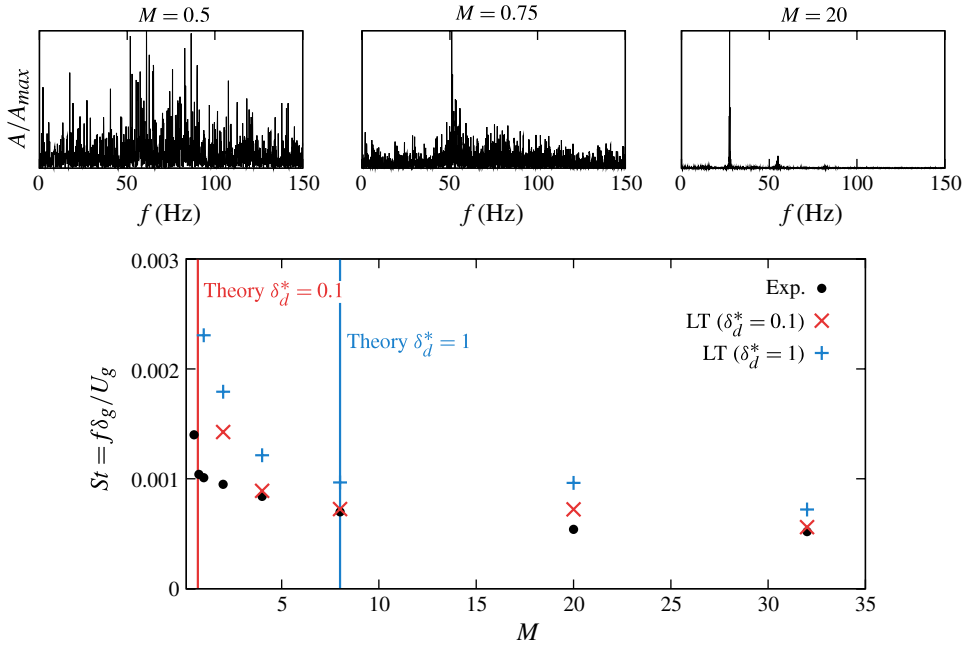 M = 0.5
M = 0.75
M = 20
A/A_max
0 50 100 150
0 50 100 150
0 50 100 150
f (Hz)
f (Hz)
f (Hz)
0.003
Theory δ*_d = 0.1
Exp.
LT (δ*_d = 0.1)
Theory δ*_d = 1
LT (δ*_d = 1)
0.002
St = fδ_g/U_g
0.001
0
5 10 15 20 25 30 35
M